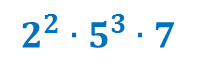 2² · 5³ · 7